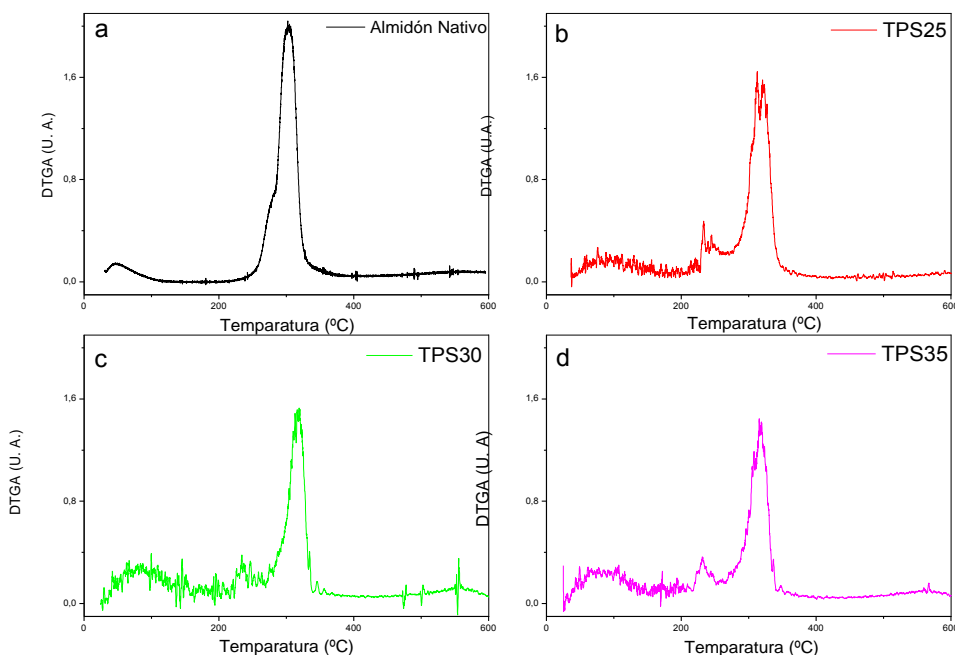 a
Almidón Nativo
DTGA (U. A.)
1,6
0,8
0,0
0
200
400
600
Temparatura (ºC)
b
TPS25
DTGA (U.A.)
1,6
0,8
0,0
0
200
400
600
Temparatura (ºC)
c
TPS30
DTGA (U. A.)
1,6
0,8
0,0
0
200
400
600
Temparatura (ºC)
d
TPS35
DTGA (U. A)
1,6
0,8
0,0
0
200
400
600
Temparatura (ºC)